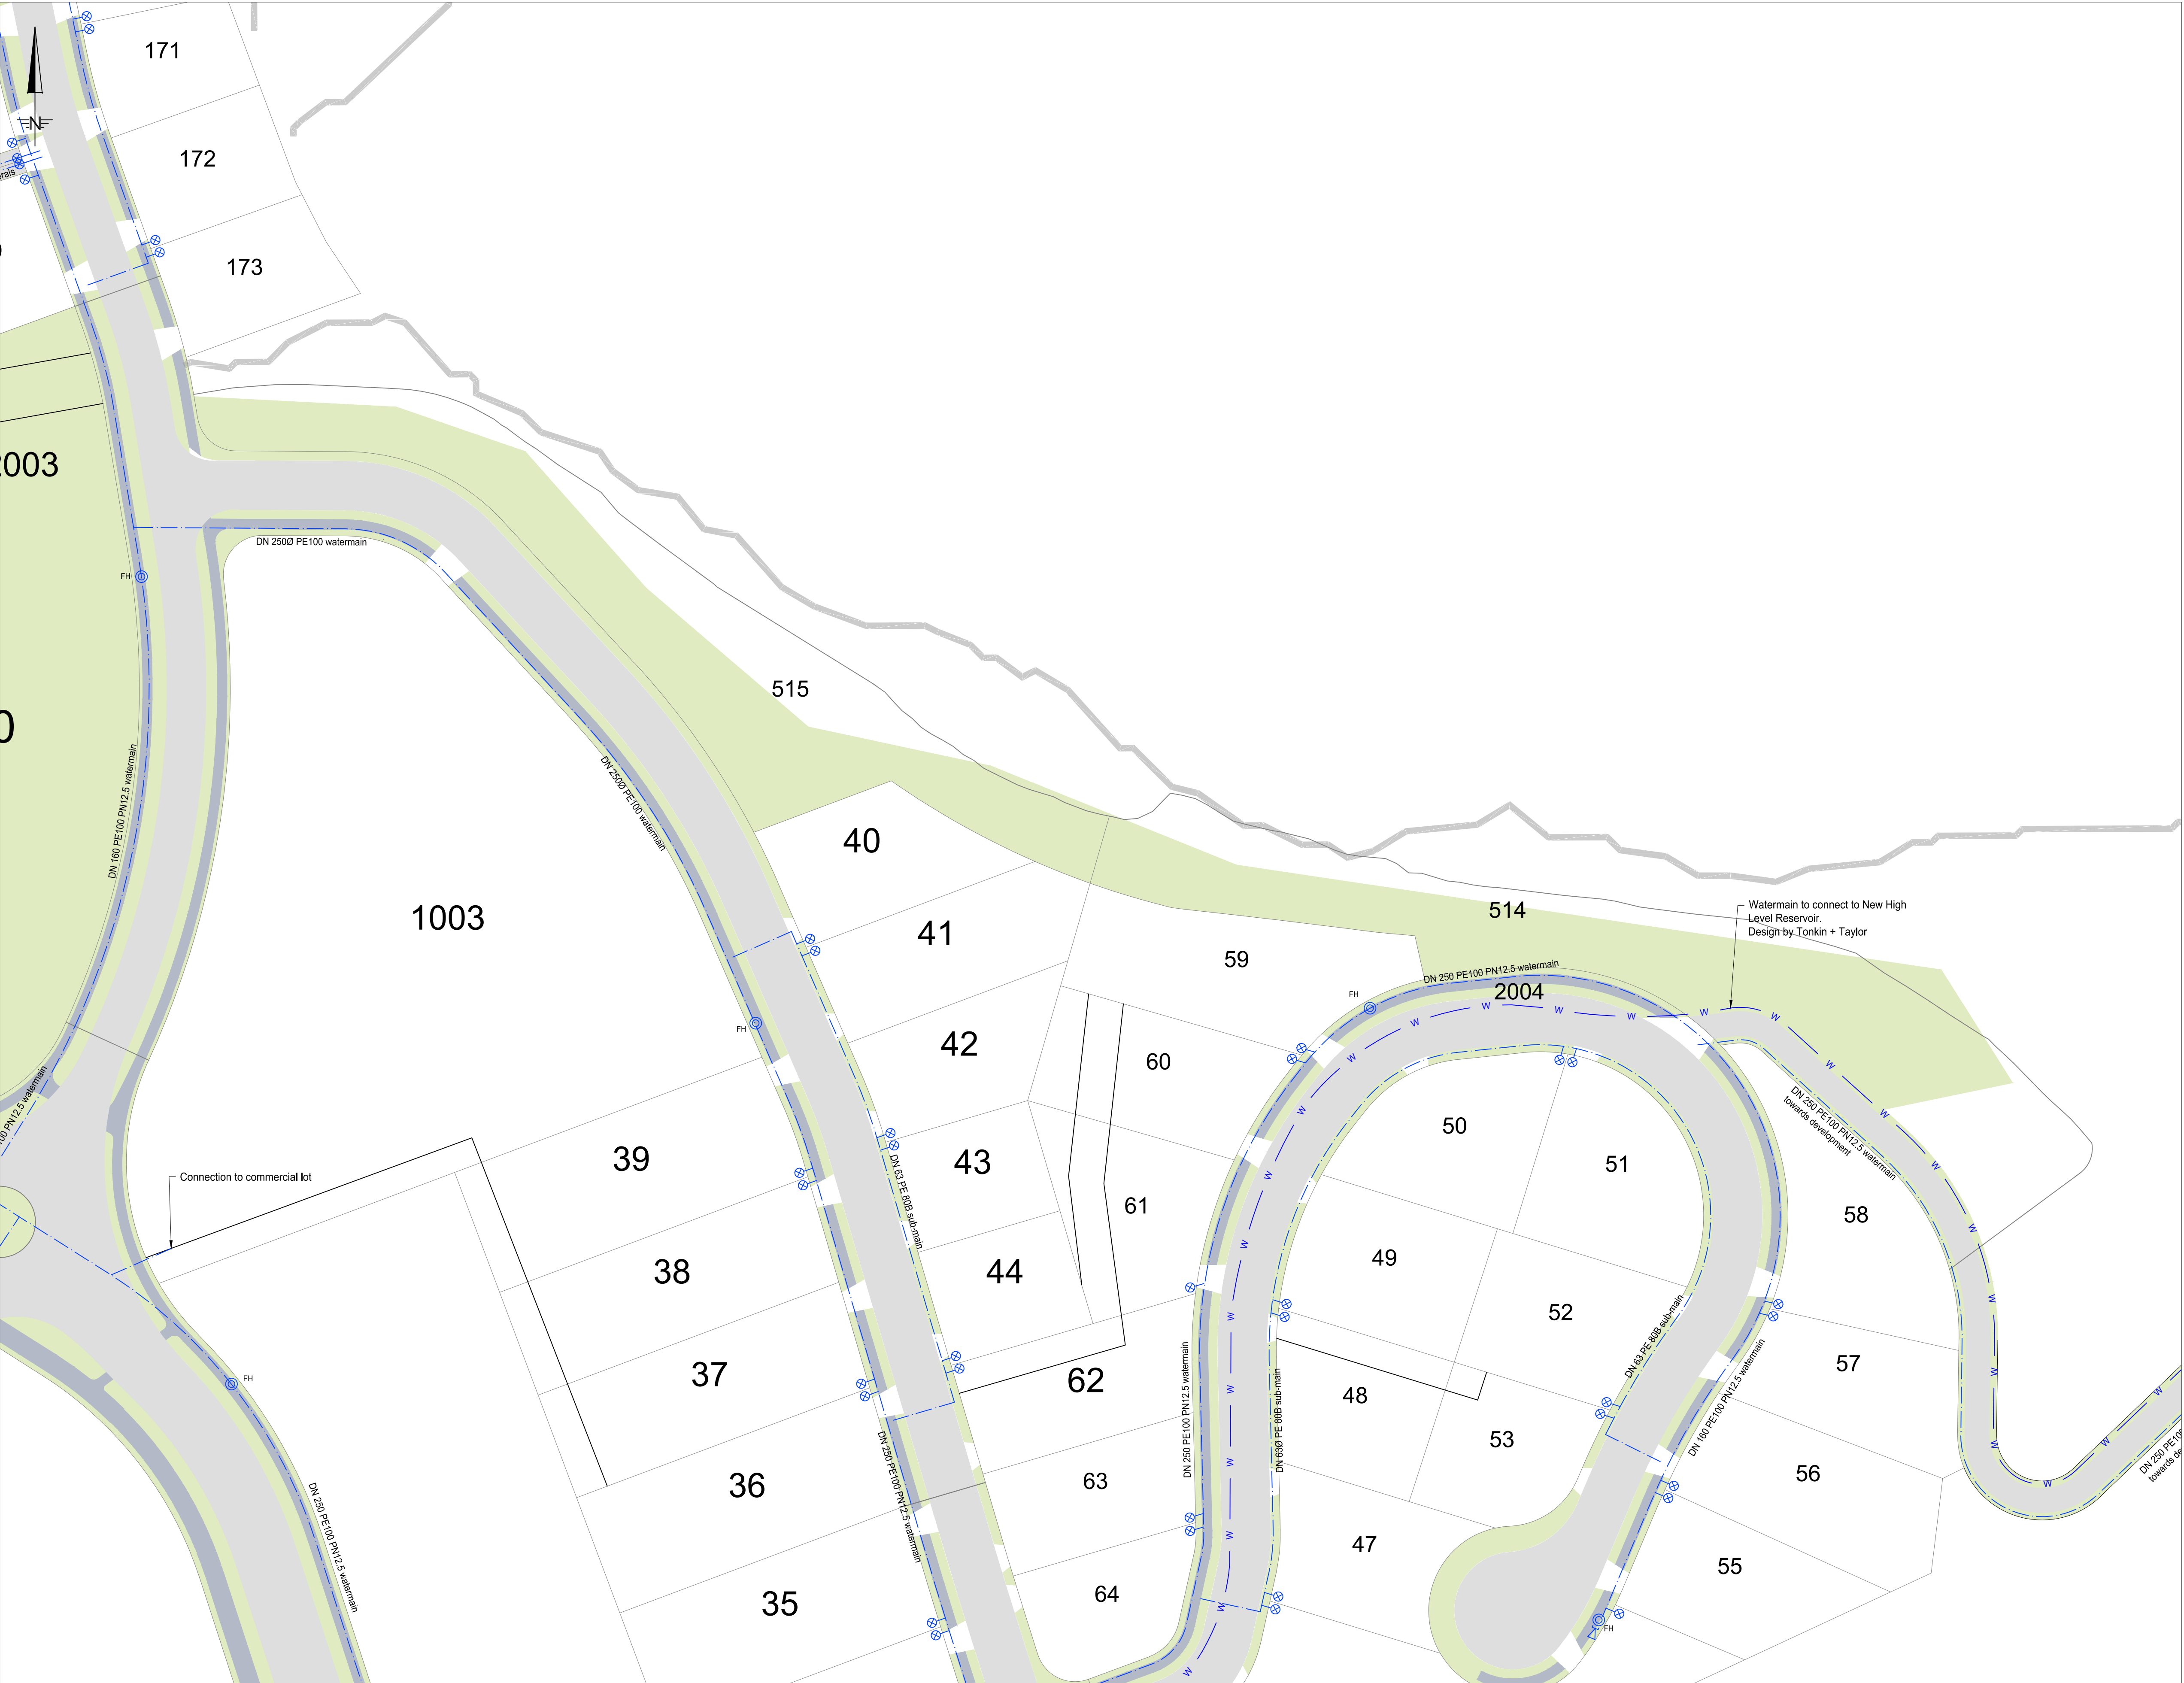 171
N
172
173
DN 250Ø PE100 watermain
FH
515
DN 250Ø PE100 watermain
DN 160 PE100 PN12.5 watermain
40
41
1003
514
Watermain to connect to New High
Level Reservoir.
Design by Tonkin + Taylor
59
DN 250 PE100 PN12.5 watermain
2004
FH
FH
42
60
PN12.5 watermain
50
DN 250 PE100 PN12.5 watermain
towards development
39
43
51
DN 63 PE 80B sub-main
Connection to commercial lot
61
58
38
44
49
52
DN 63 PE 80B sub-main
37
62
48
57
FH
DN 250 PE100 PN12.5 watermain
DN 63Ø PE 80B sub-main
DN 160 PE100 PN12.5 watermain
53
36
63
56
DN 250 PE100 PN12.5 watermain
DN 250 PE100 PN12.5 watermain
DN 250
towards
47
55
35
64
FH
W W W W W W W W W W W W W W W W W W W W W W W W W W W W W